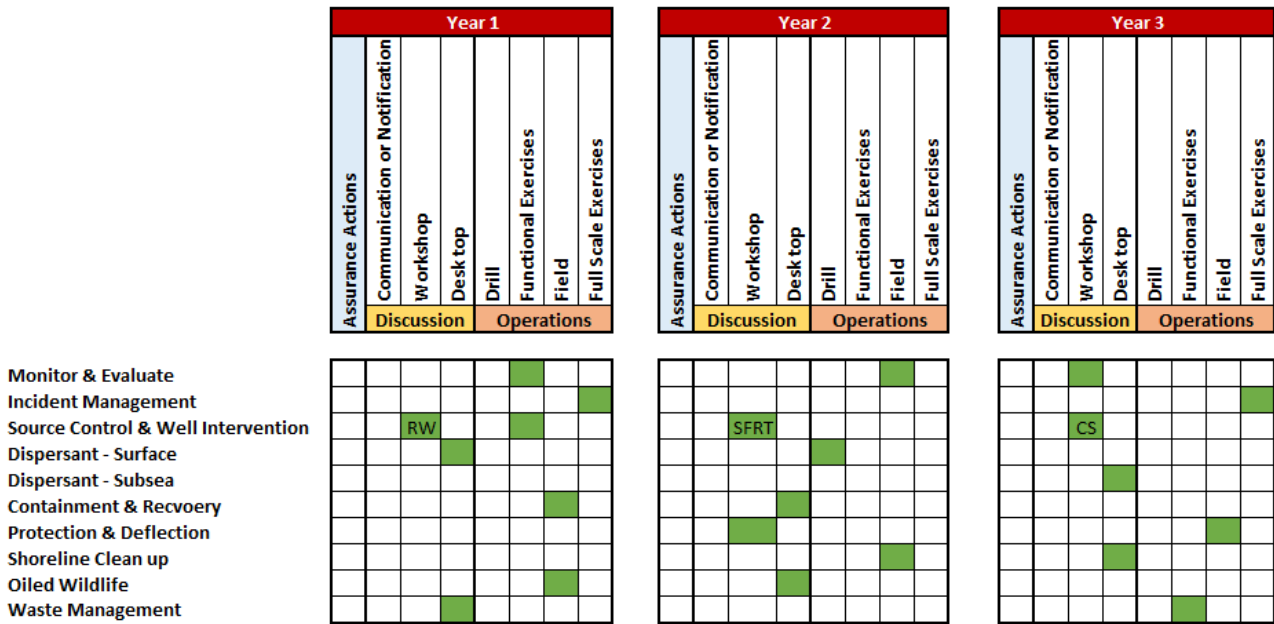 Year 1
Assurance Actions
Communication or Notification
Workshop
Desk top
Drill
Functional Exercises
Field
Full Scale Exercises
Discussion
Operations
Year 2
Assurance Actions
Communication or Notification
Workshop
Desk top
Drill
Functional Exercises
Field
Full Scale Exercises
Discussion
Operations
Year 3
Assurance Actions
Communication or Notification
Workshop
Desk top
Drill
Functional Exercises
Field
Full Scale Exercises
Discussion
Operations
Monitor & Evaluate
Incident Management
Source Control & Well Intervention RW SFRT CS
Dispersant - Surface
Dispersant - Subsea
Containment & Recvoery
Protection & Deflection
Shoreline Clean up
Oiled Wildlife
Waste Management